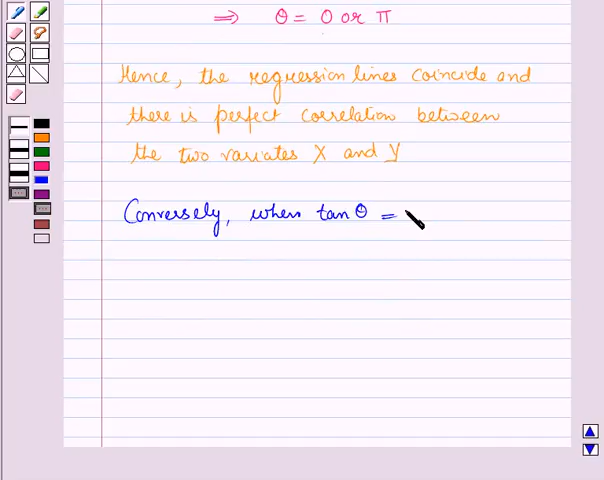 ⟹ θ = 0 or π
Hence, the regression lines coincide and
there is perfect correlation between
the two variates X and Y
Conversely, when tan θ =